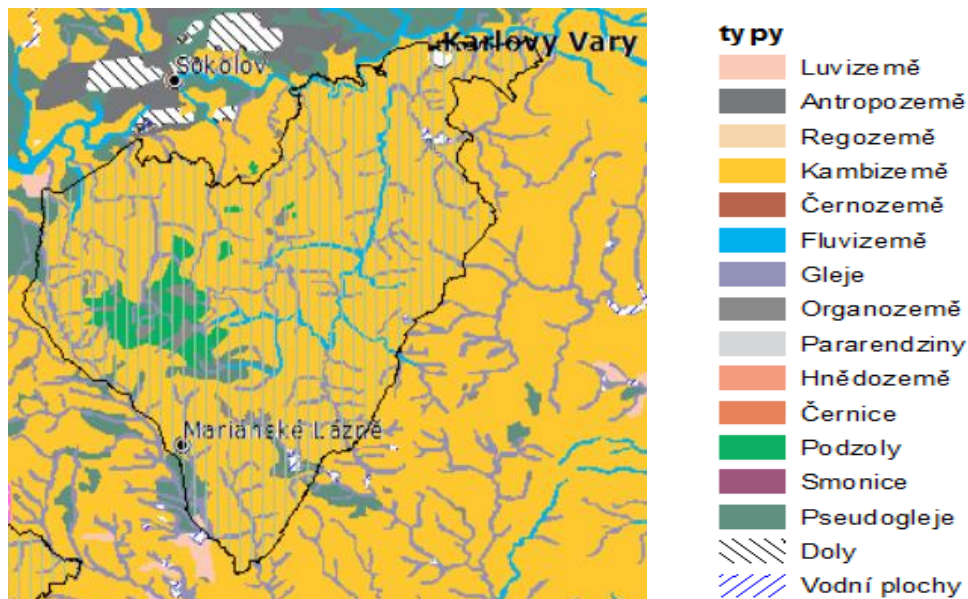 Karlovy Vary
Sokolov
Mariánské Lázně
typy
Luvizemě
Antropozemě
Regozemě
Kambizemě
Černozemě
Fluvizemě
Gleje
Organozemě
Pararendziny
Hnědozemě
Černice
Podzoly
Smonice
Pseudogleje
Doly
Vodní plochy